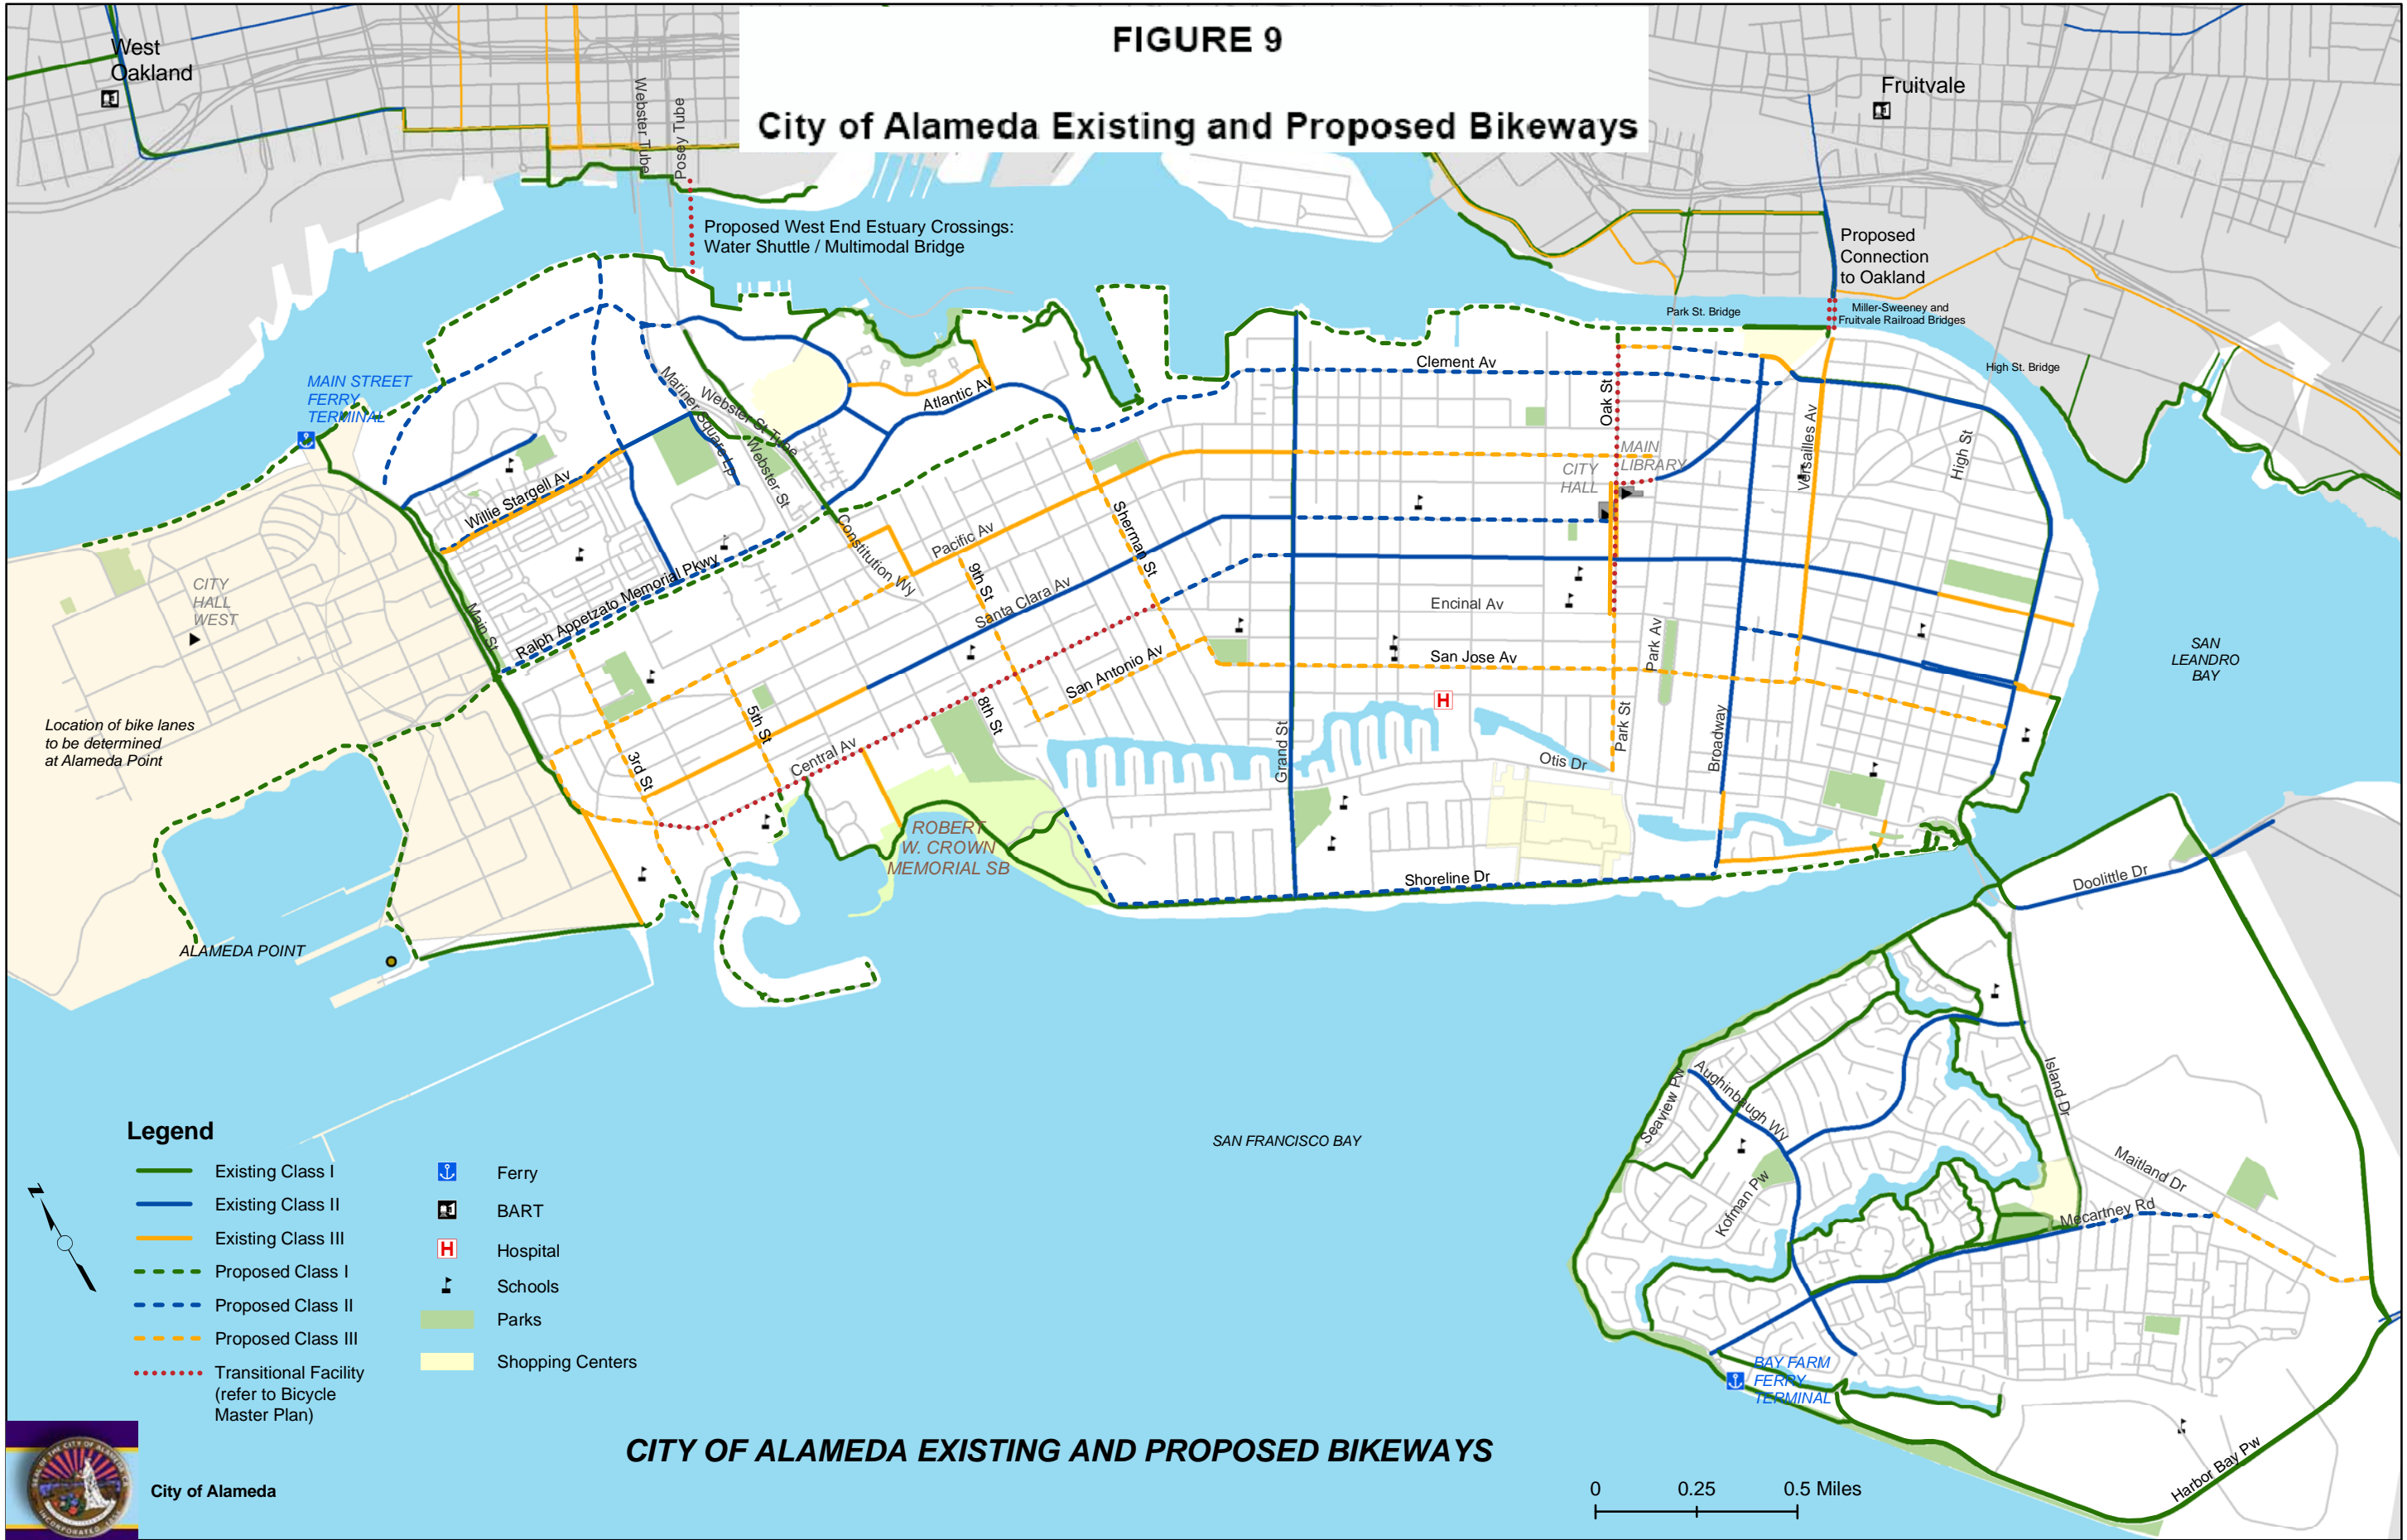 FIGURE 9
City of Alameda Existing and Proposed Bikeways
West
Oakland
Webster Tube
Posey Tube
Fruitvale
Proposed West End Estuary Crossings:
Water Shuttle / Multimodal Bridge
Proposed
Connection
to Oakland
Park St. Bridge
Miller-Sweeney and
Fruitvale Railroad Bridges
High St. Bridge
MAIN STREET
FERRY
TERMINAL
Mariner Square Lp
Webster St Tube
Webster St
Atlantic Av
Clement Av
Oak St
Versailles Av
High St
MAIN
LIBRARY
CITY
HALL
Willie Stargell Av
Constitution Wy
Pacific Av
Sherman St
9th St
Santa Clara Av
Ralph Appetzato Memorial Pkwy
Main St
CITY
HALL
WEST
Encinal Av
San Jose Av
San Antonio Av
Park Av
SAN
LEANDRO
BAY
Location of bike lanes
to be determined
at Alameda Point
3rd St
5th St
8th St
Central Av
Grand St
Otis Dr
Park St
Broadway
ROBERT
W. CROWN
MEMORIAL SB
Shoreline Dr
Doolittle Dr
ALAMEDA POINT
SAN FRANCISCO BAY
Seaview Pw
Aughinbaugh Wy
Island Dr
Kofman Pw
Maitland Dr
Mecartney Rd
BAY FARM
FERRY
TERMINAL
Harbor Bay Pw
Legend
Existing Class I
Existing Class II
Existing Class III
Proposed Class I
Proposed Class II
Proposed Class III
Transitional Facility
(refer to Bicycle
Master Plan)
Ferry
BART
H
H
Hospital
Schools
Parks
Shopping Centers
N
CITY OF ALAMEDA EXISTING AND PROPOSED BIKEWAYS
City of Alameda
0 0.25 0.5 Miles